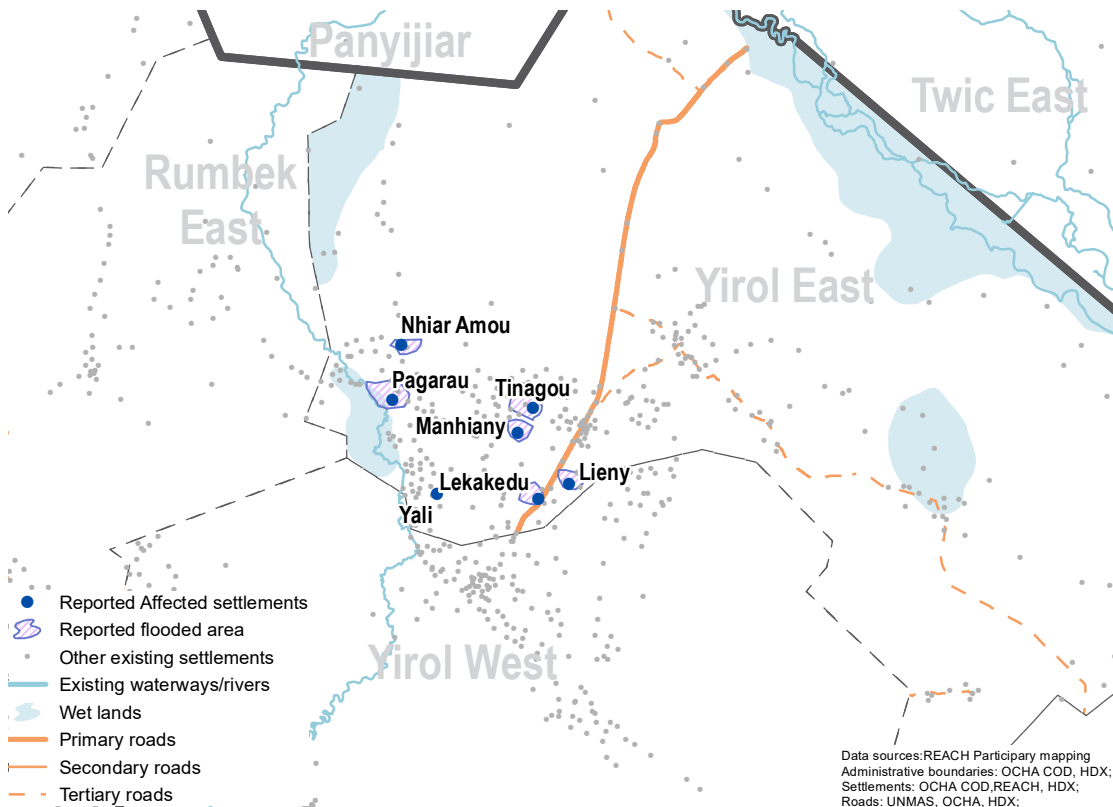 Panyijiar
Twic East
Rumbek
East
Yirol East
Nhiar Amou
Pagarau
Tinagou
Manhiany
Lekakedu
Lieny
Yali
Yirol West
Reported Affected settlements
Reported flooded area
Other existing settlements
Existing waterways/rivers
Wet lands
Primary roads
Secondary roads
Tertiary roads
Data sources:REACH Participary mapping
Administrative boundaries: OCHA COD, HDX;
Settlements: OCHA COD,REACH, HDX;
Roads: UNMAS, OCHA, HDX;